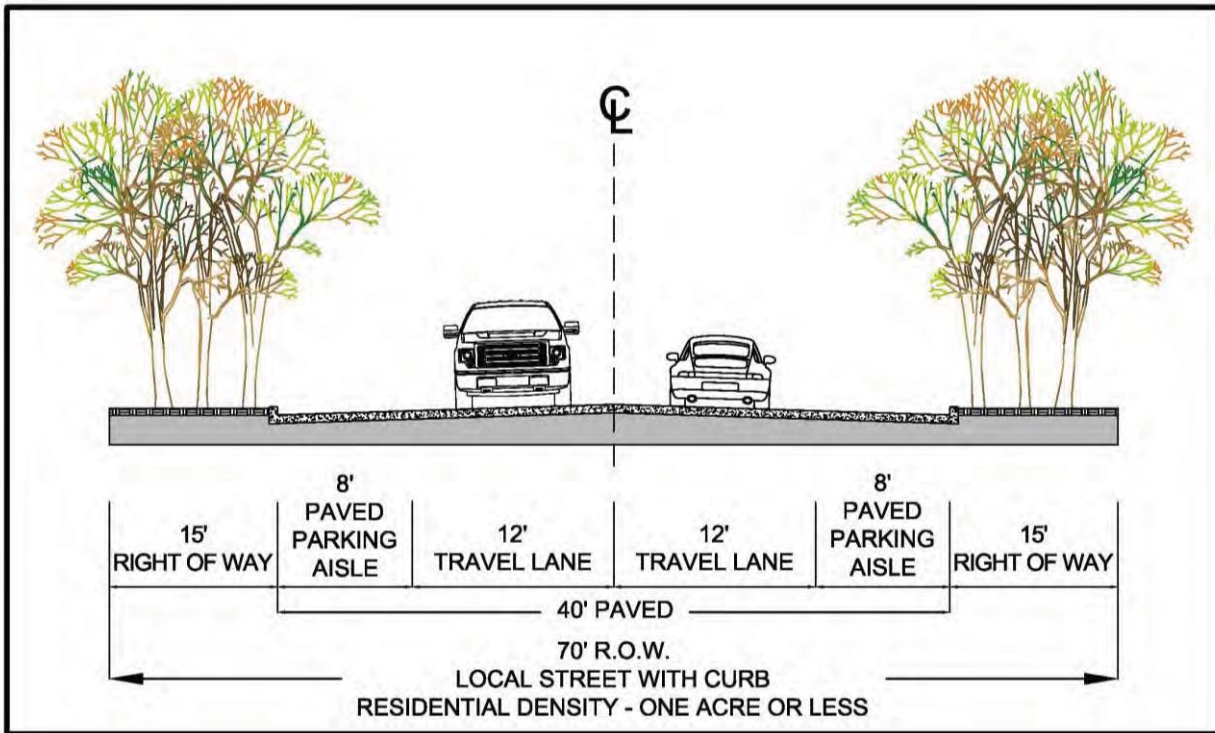 ℄
15'
RIGHT OF WAY
8'
PAVED
PARKING
AISLE
12'
TRAVEL LANE
12'
TRAVEL LANE
8'
PAVED
PARKING
AISLE
15'
RIGHT OF WAY
40' PAVED
70' R.O.W.
LOCAL STREET WITH CURB
RESIDENTIAL DENSITY - ONE ACRE OR LESS